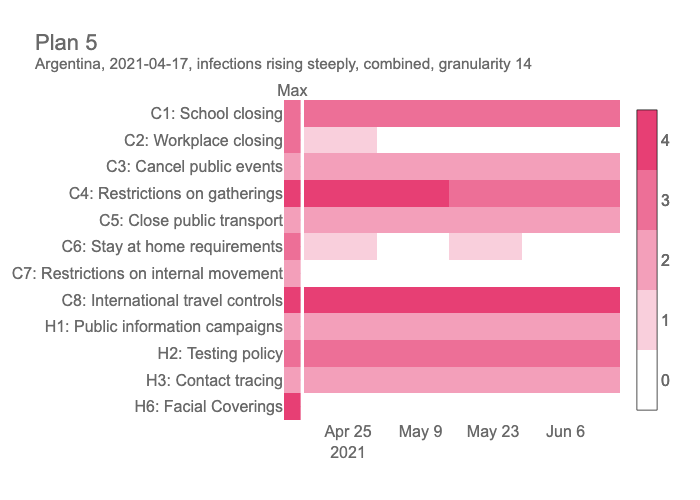 Plan 5
Argentina, 2021-04-17, infections rising steeply, combined, granularity 14
Max
C1: School closing
C2: Workplace closing
C3: Cancel public events
C4: Restrictions on gatherings
C5: Close public transport
C6: Stay at home requirements
C7: Restrictions on internal movement
C8: International travel controls
H1: Public information campaigns
H2: Testing policy
H3: Contact tracing
H6: Facial Coverings
Apr 25 May 9 May 23 Jun 6
2021
4
3
2
1
0